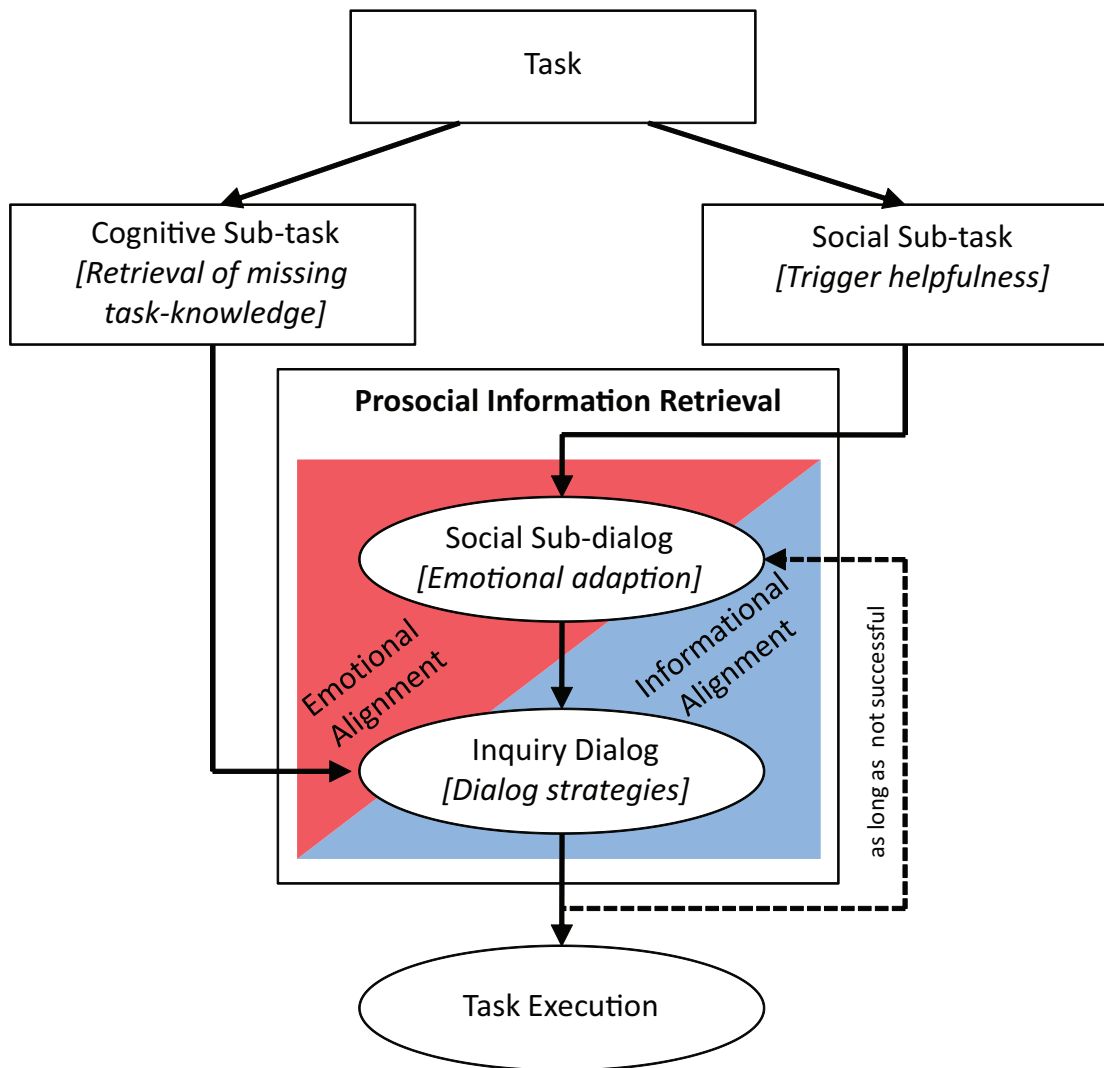 Task
Cognitive Sub-task
[Retrieval of missing
task-knowledge]
Social Sub-task
[Trigger helpfulness]
Prosocial Information Retrieval
Social Sub-dialog
[Emotional adaption]
Emotional
Alignment
Informational
Alignment
Inquiry Dialog
[Dialog strategies]
as long as not successful
Task Execution